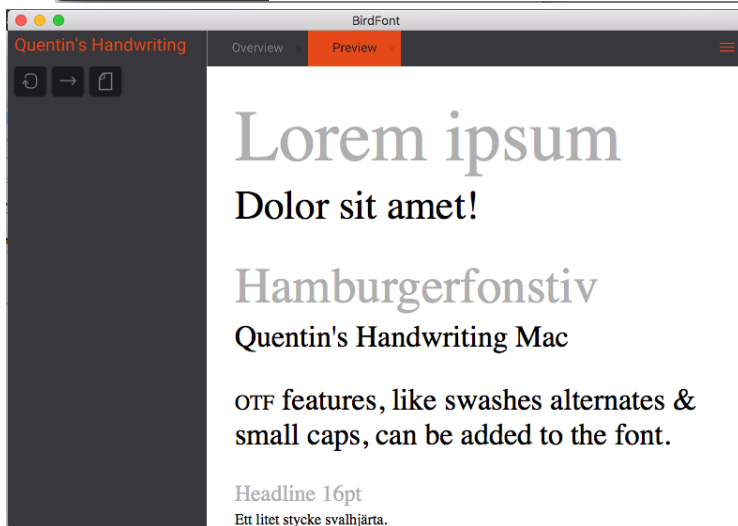 BirdFont
Quentin's Handwriting
Overview
Preview
Lorem ipsum
Dolor sit amet!
Hamburgerfonstiv
Quentin's Handwriting Mac
OTF features, like swashes alternates &
small caps, can be added to the font.
Headline 16pt
Ett litet stycke svalhjärta.